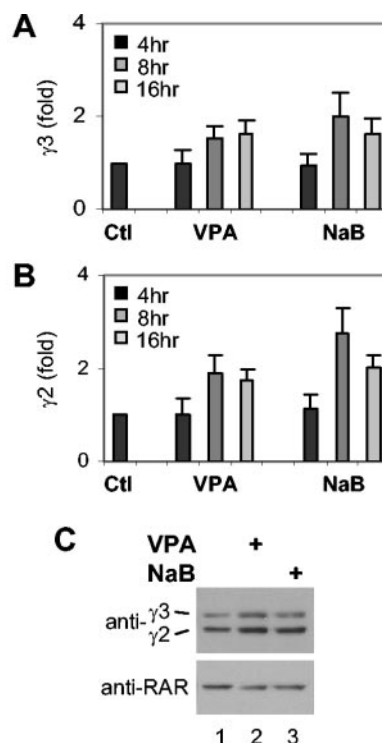 A
4
4hr
8hr
16hr
2
0
γ3 (fold)
Ctl VPA NaB
B
4
4hr
8hr
16hr
2
0
γ2 (fold)
Ctl VPA NaB
C
VPA +
NaB +
anti- γ3
γ2
anti-RAR
1 2 3